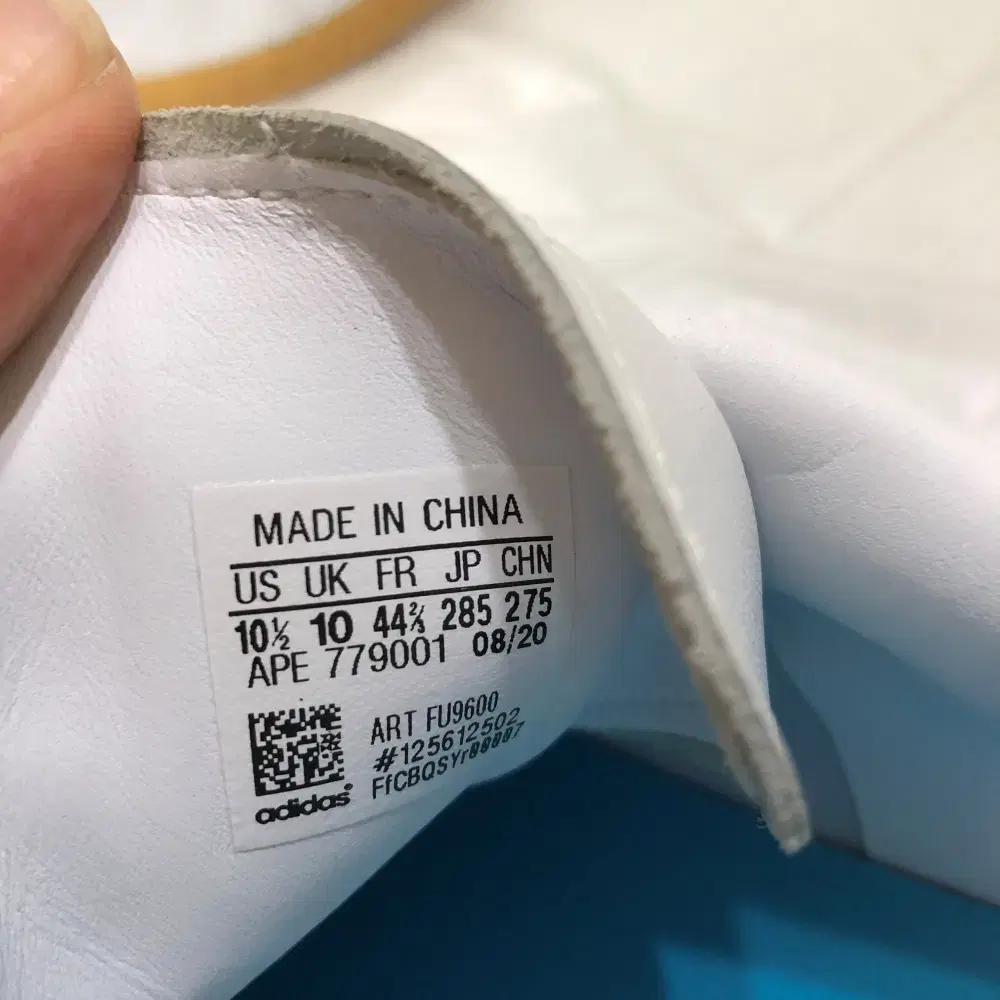 MADE IN CHINA
US UK FR JP CHN
10½ 10 44⅔ 285 275
APE 779001 08/20
ART FU9600
#125612502
FfCBQSYr00007
adidas®